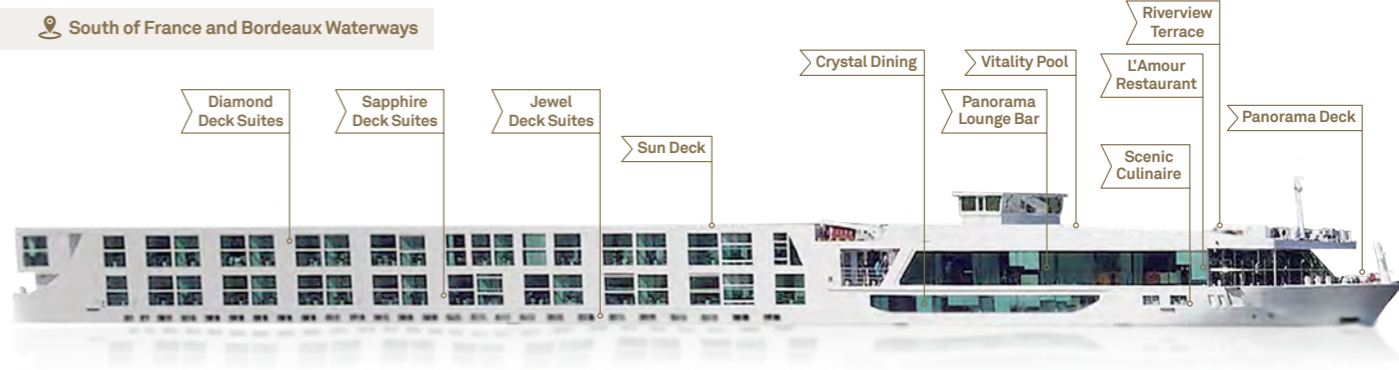 South of France and Bordeaux Waterways
Diamond
Deck Suites
Sapphire
Deck Suites
Jewel
Deck Suites
Sun Deck
Crystal Dining
Vitality Pool
Panorama
Lounge Bar
Riverview
Terrace
L'Amour
Restaurant
Scenic
Culinaire
Panorama Deck